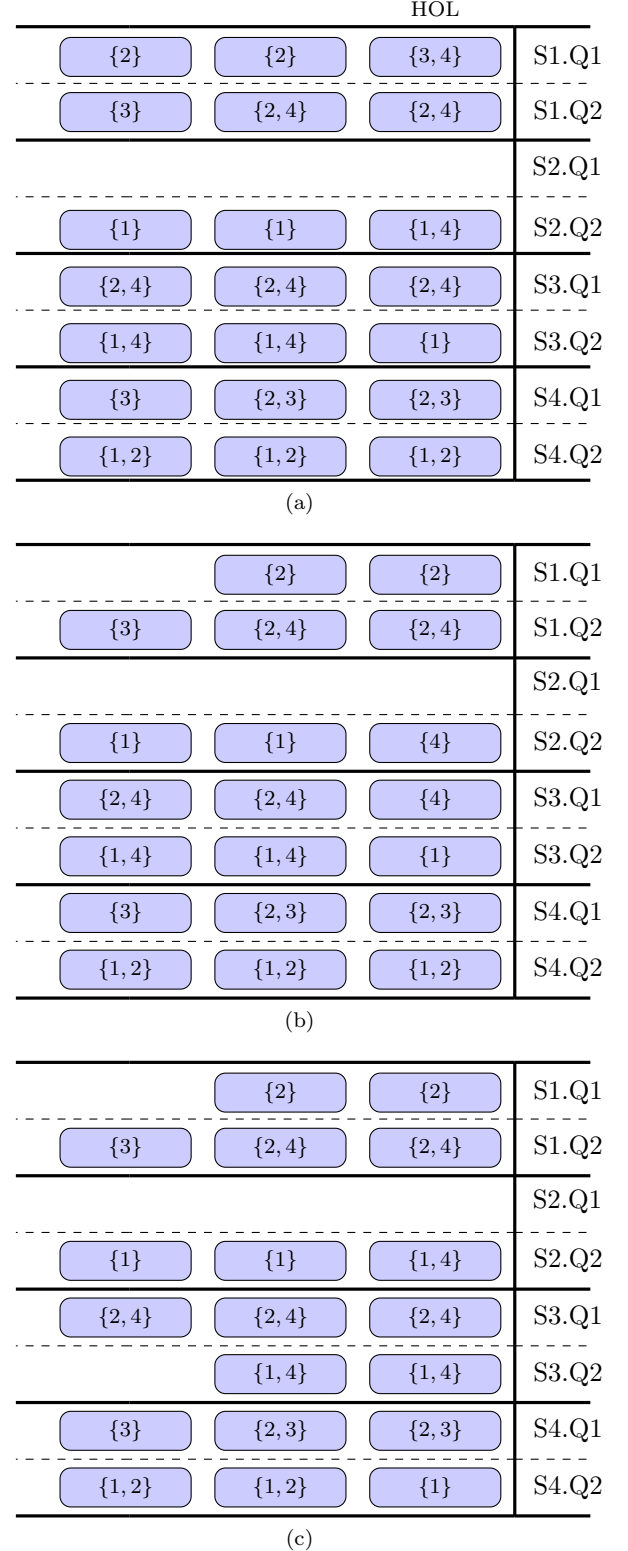 HOL
{2} {2} {3, 4} S1.Q1
{3} {2, 4} {2, 4} S1.Q2
S2.Q1
{1} {1} {1, 4} S2.Q2
{2, 4} {2, 4} {2, 4} S3.Q1
{1, 4} {1, 4} {1} S3.Q2
{3} {2, 3} {2, 3} S4.Q1
{1, 2} {1, 2} {1, 2} S4.Q2
(a)
{2} {2} S1.Q1
{3} {2, 4} {2, 4} S1.Q2
S2.Q1
{1} {1} {4} S2.Q2
{2, 4} {2, 4} {4} S3.Q1
{1, 4} {1, 4} {1} S3.Q2
{3} {2, 3} {2, 3} S4.Q1
{1, 2} {1, 2} {1, 2} S4.Q2
(b)
{2} {2} S1.Q1
{3} {2, 4} {2, 4} S1.Q2
S2.Q1
{1} {1} {1, 4} S2.Q2
{2, 4} {2, 4} {2, 4} S3.Q1
{1, 4} {1, 4} S3.Q2
{3} {2, 3} {2, 3} S4.Q1
{1, 2} {1, 2} {1} S4.Q2
(c)